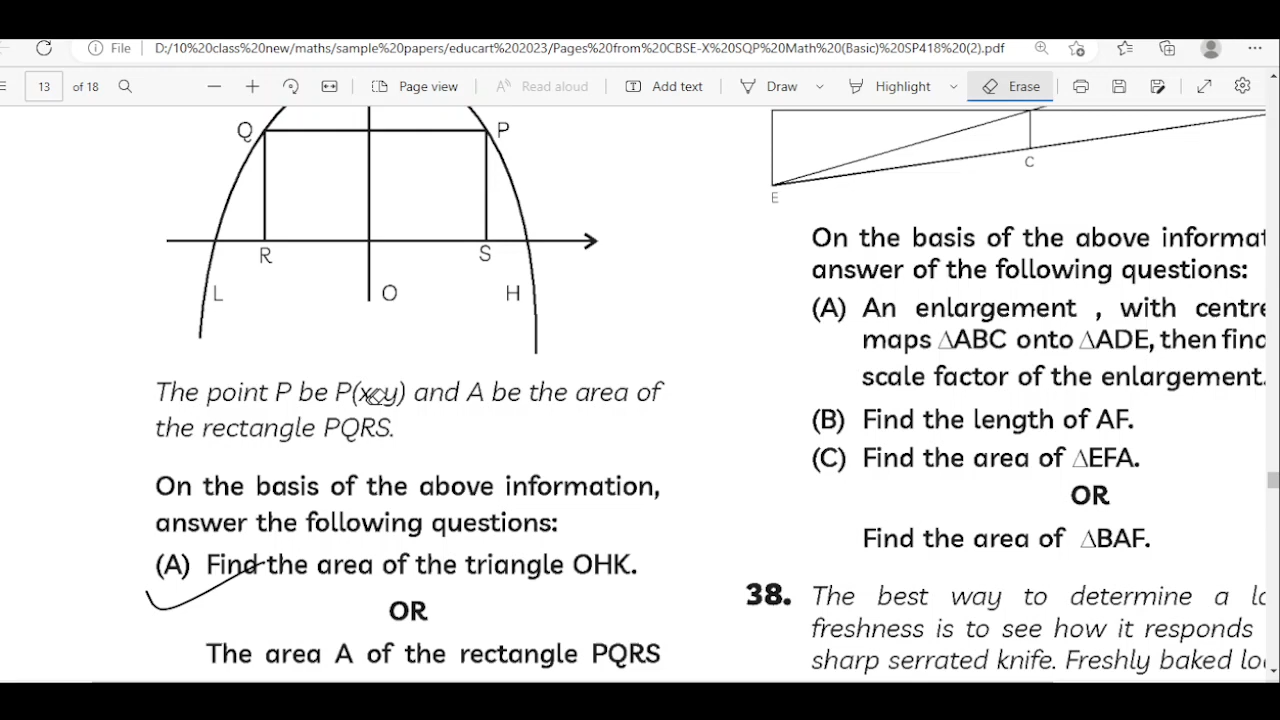 File D:/10%20class%20new/maths/sample%20papers/educart%202023/Pages%20from%20CBSE-X%20SQP%20Math%20(Basic)%20SP418%20(2).pdf
13 of 18 Page view Read aloud Add text Draw Highlight Erase
Q P
R S
L O H
The point P be P(x, y) and A be the area of
the rectangle PQRS.
On the basis of the above information,
answer the following questions:
(A) Find the area of the triangle OHK.
OR
The area A of the rectangle PQRS
C
E
On the basis of the above informat
answer of the following questions:
(A) An enlargement , with centre
maps ∆ABC onto ∆ADE, then find
scale factor of the enlargement.
(B) Find the length of AF.
(C) Find the area of ∆EFA.
OR
Find the area of ∆BAF.
38. The best way to determine a lo
freshness is to see how it responds
sharp serrated knife. Freshly baked lo